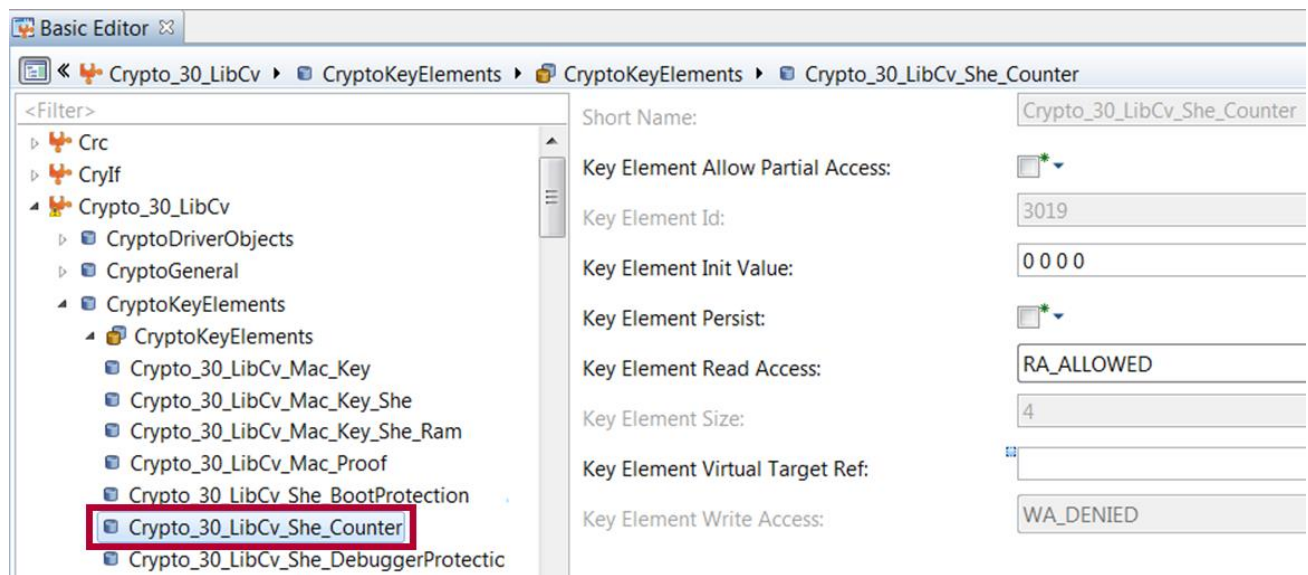 Basic Editor
Crypto_30_LibCv CryptoKeyElements CryptoKeyElements Crypto_30_LibCv_She_Counter
<Filter>
Crc
CryIf
Crypto_30_LibCv
CryptoDriverObjects
CryptoGeneral
CryptoKeyElements
CryptoKeyElements
Crypto_30_LibCv_Mac_Key
Crypto_30_LibCv_Mac_Key_She
Crypto_30_LibCv_Mac_Key_She_Ram
Crypto_30_LibCv_Mac_Proof
Crypto_30_LibCv_She_BootProtection
Crypto_30_LibCv_She_Counter
Crypto_30_LibCv_She_DebuggerProtectic
Short Name: Crypto_30_LibCv_She_Counter
Key Element Allow Partial Access:
Key Element Id: 3019
Key Element Init Value: 0 0 0 0
Key Element Persist:
Key Element Read Access: RA_ALLOWED
Key Element Size: 4
Key Element Virtual Target Ref:
Key Element Write Access: WA_DENIED